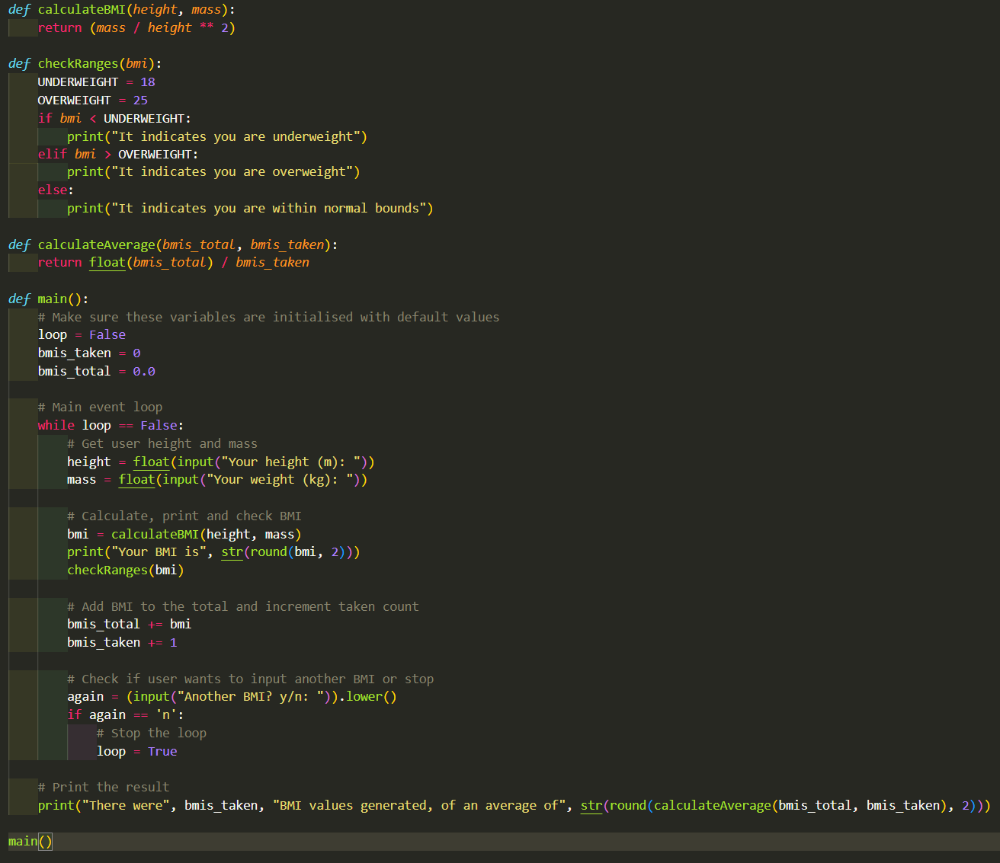 def calculateBMI(height, mass):
    return (mass / height ** 2)

def checkRanges(bmi):
    UNDERWEIGHT = 18
    OVERWEIGHT = 25
    if bmi < UNDERWEIGHT:
        print("It indicates you are underweight")
    elif bmi > OVERWEIGHT:
        print("It indicates you are overweight")
    else:
        print("It indicates you are within normal bounds")

def calculateAverage(bmis_total, bmis_taken):
    return float(bmis_total) / bmis_taken

def main():
    # Make sure these variables are initialised with default values
    loop = False
    bmis_taken = 0
    bmis_total = 0.0

    # Main event loop
    while loop == False:
        # Get user height and mass
        height = float(input("Your height (m): "))
        mass = float(input("Your weight (kg): "))

        # Calculate, print and check BMI
        bmi = calculateBMI(height, mass)
        print("Your BMI is", str(round(bmi, 2)))
        checkRanges(bmi)

        # Add BMI to the total and increment taken count
        bmis_total += bmi
        bmis_taken += 1

        # Check if user wants to input another BMI or stop
        again = (input("Another BMI? y/n: ")).lower()
        if again == 'n':
            # Stop the loop
            loop = True

    # Print the result
    print("There were", bmis_taken, "BMI values generated, of an average of", str(round(calculateAverage(bmis_total, bmis_taken), 2)))

main()